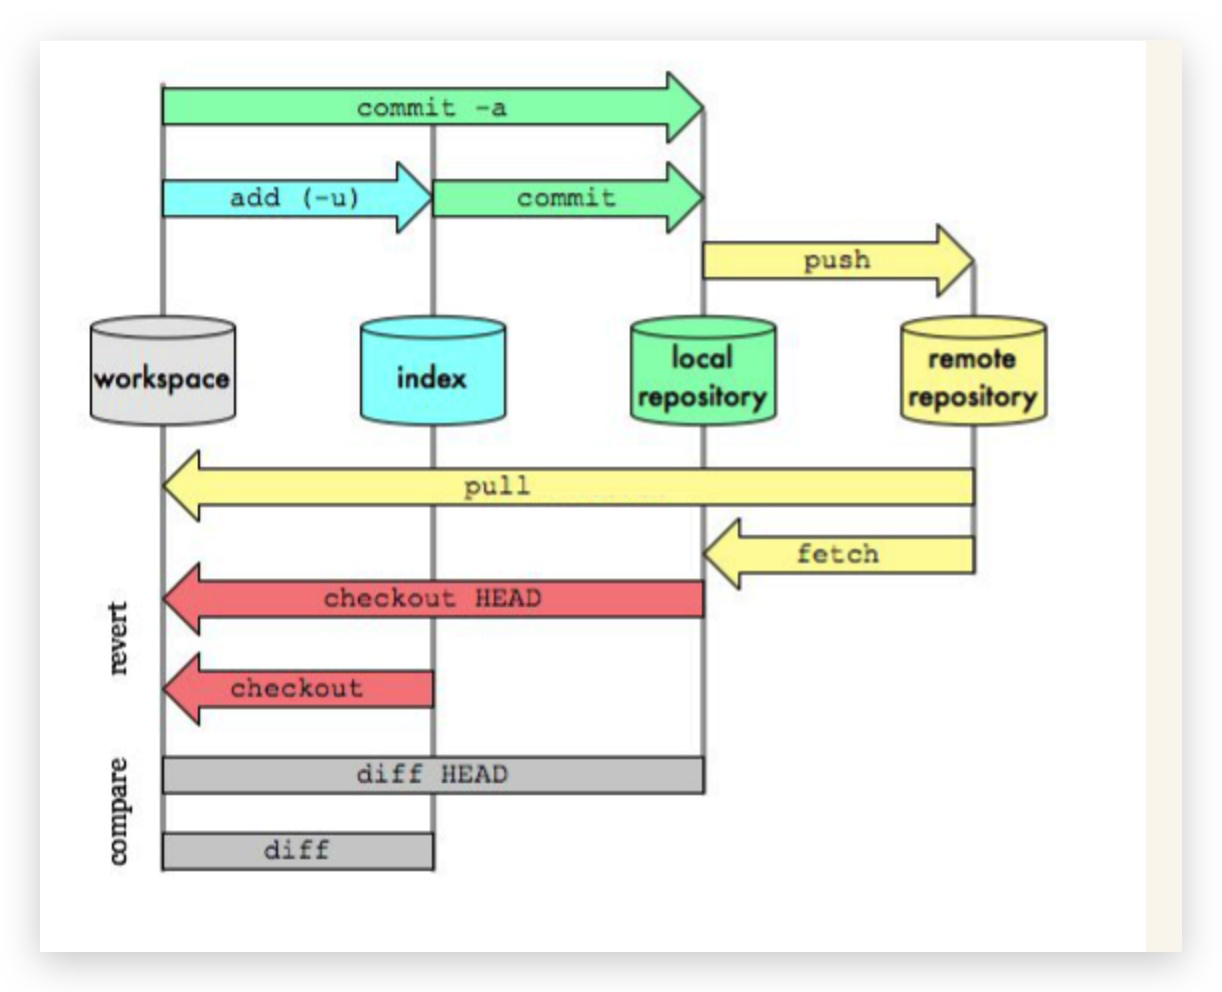 commit -a
add (-u)
commit
push
workspace
index
local
repository
remote
repository
pull
fetch
revert
checkout HEAD
checkout
compare
diff HEAD
diff